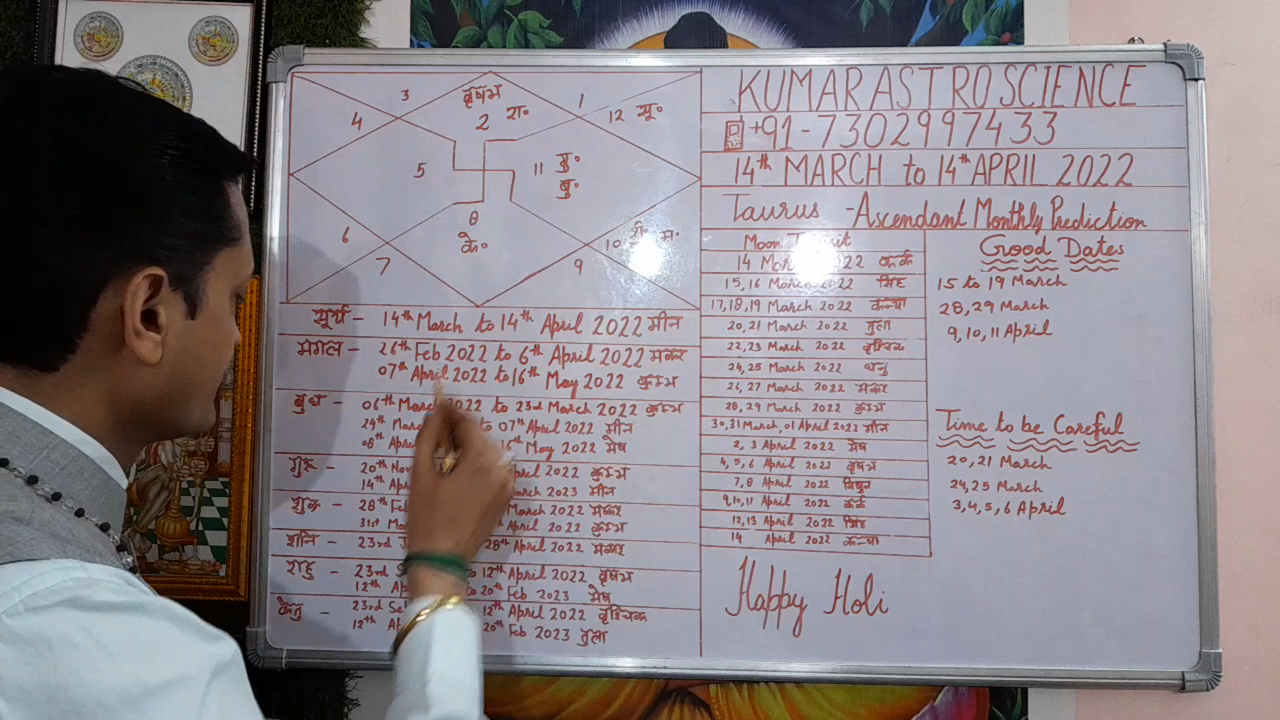 3
वृषभ
1
4
2 रा०
12 सू०
5
11 गु०
बु०
6
8
के०
10 श० म०
7
9
सूर्य - 14th March to 14th April 2022 मीन
मंगल - 26th Feb 2022 to 6th April 2022 मकर
07th April 2022 to 16th May 2022 कुम्भ
बुध - 06th March 2022 to 23rd March 2022 कुम्भ
24th to 07th April 2022 मीन
08th 16th May 2022 मेष
गुरु - 20th April 2022 कुम्भ
14th March 2023 मीन
शुक्र - 28th March 2022 मकर
31st April 2022 कुम्भ
शनि - 23rd 28th April 2022 मकर
राहु - 23rd to 12th April 2022 वृषभ
12th to 20th Feb 2023 मेष
केतु - 23rd 12th April 2022 वृश्चिक
12th 20th Feb 2023 तुला
KUMAR ASTRO SCIENCE
+91-7302997433
14th MARCH to 14th APRIL 2022
Taurus - Ascendant Monthly Prediction
Moon Transit
14 March 2022 कर्क
15, 16 March 2022 सिंह
17, 18, 19 March 2022 कन्या
20, 21 March 2022 तुला
22, 23 March 2022 वृश्चिक
24, 25 March 2022 धनु
26, 27 March 2022 मकर
28, 29 March 2022 कुम्भ
30, 31 March, 01 April 2022 मीन
2, 3 April 2022 मेष
4, 5, 6 April 2022 वृषभ
7, 8 April 2022 मिथुन
9, 10, 11 April 2022 कर्क
12, 13 April 2022 सिंह
14 April 2022 कन्या
Good Dates
15 to 19 March
28, 29 March
9, 10, 11 April
Time to be Careful
20, 21 March
24, 25 March
3, 4, 5, 6 April
Happy Holi